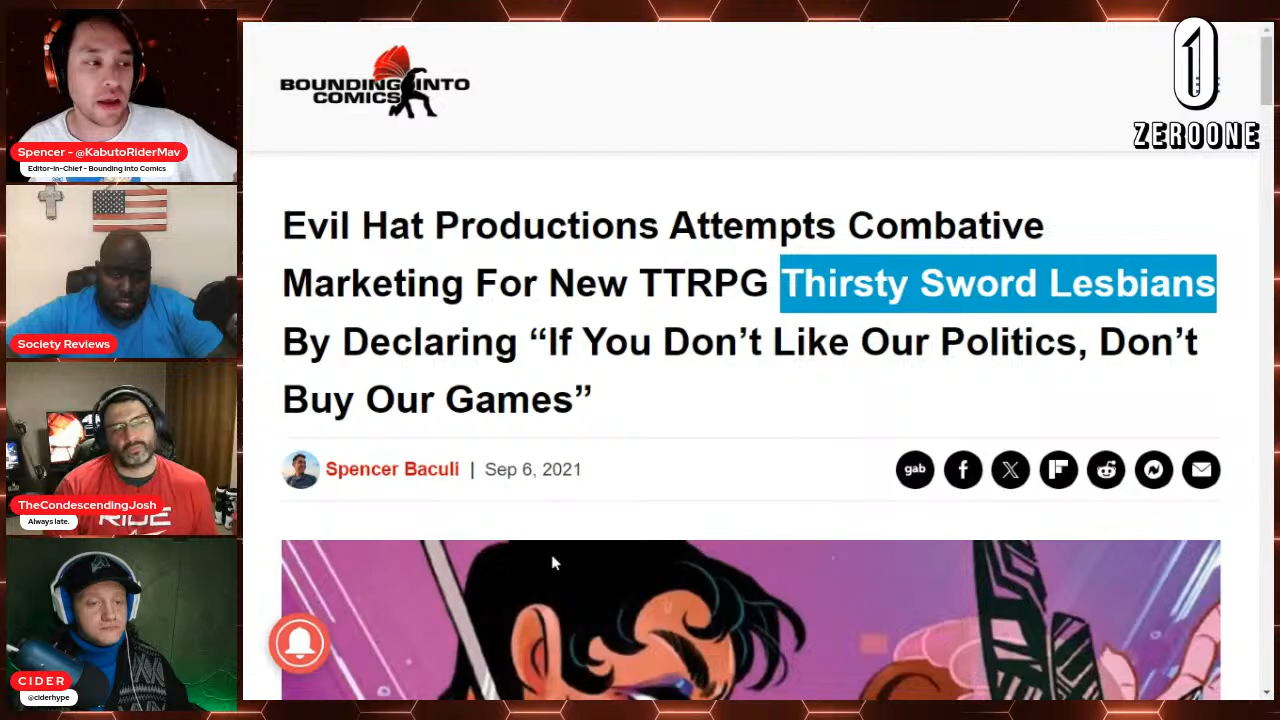 Spencer - @KabutoRiderMav
Editor-in-Chief - Bounding Into Comics
Society Reviews
TheCondescendingJosh
Always late.
RIDE
CIDER
@ciderhype
BOUNDING INTO
COMICS
ZEROONE
Evil Hat Productions Attempts Combative
Marketing For New TTRPG Thirsty Sword Lesbians
By Declaring “If You Don’t Like Our Politics, Don’t
Buy Our Games”
Spencer Baculi | Sep 6, 2021
gab